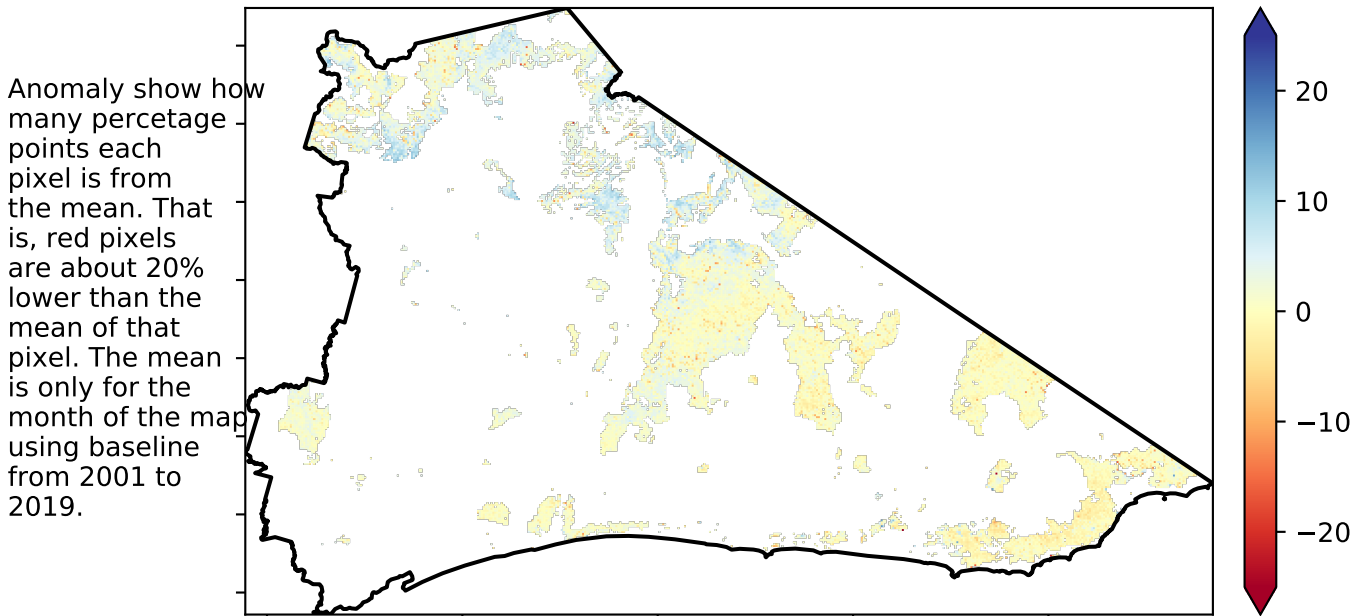 Anomaly show how
many percetage
points each
pixel is from
the mean. That
is, red pixels
are about 20%
lower than the
mean of that
pixel. The mean
is only for the
month of the map
using baseline
from 2001 to
2019.
20
10
0
−10
−20